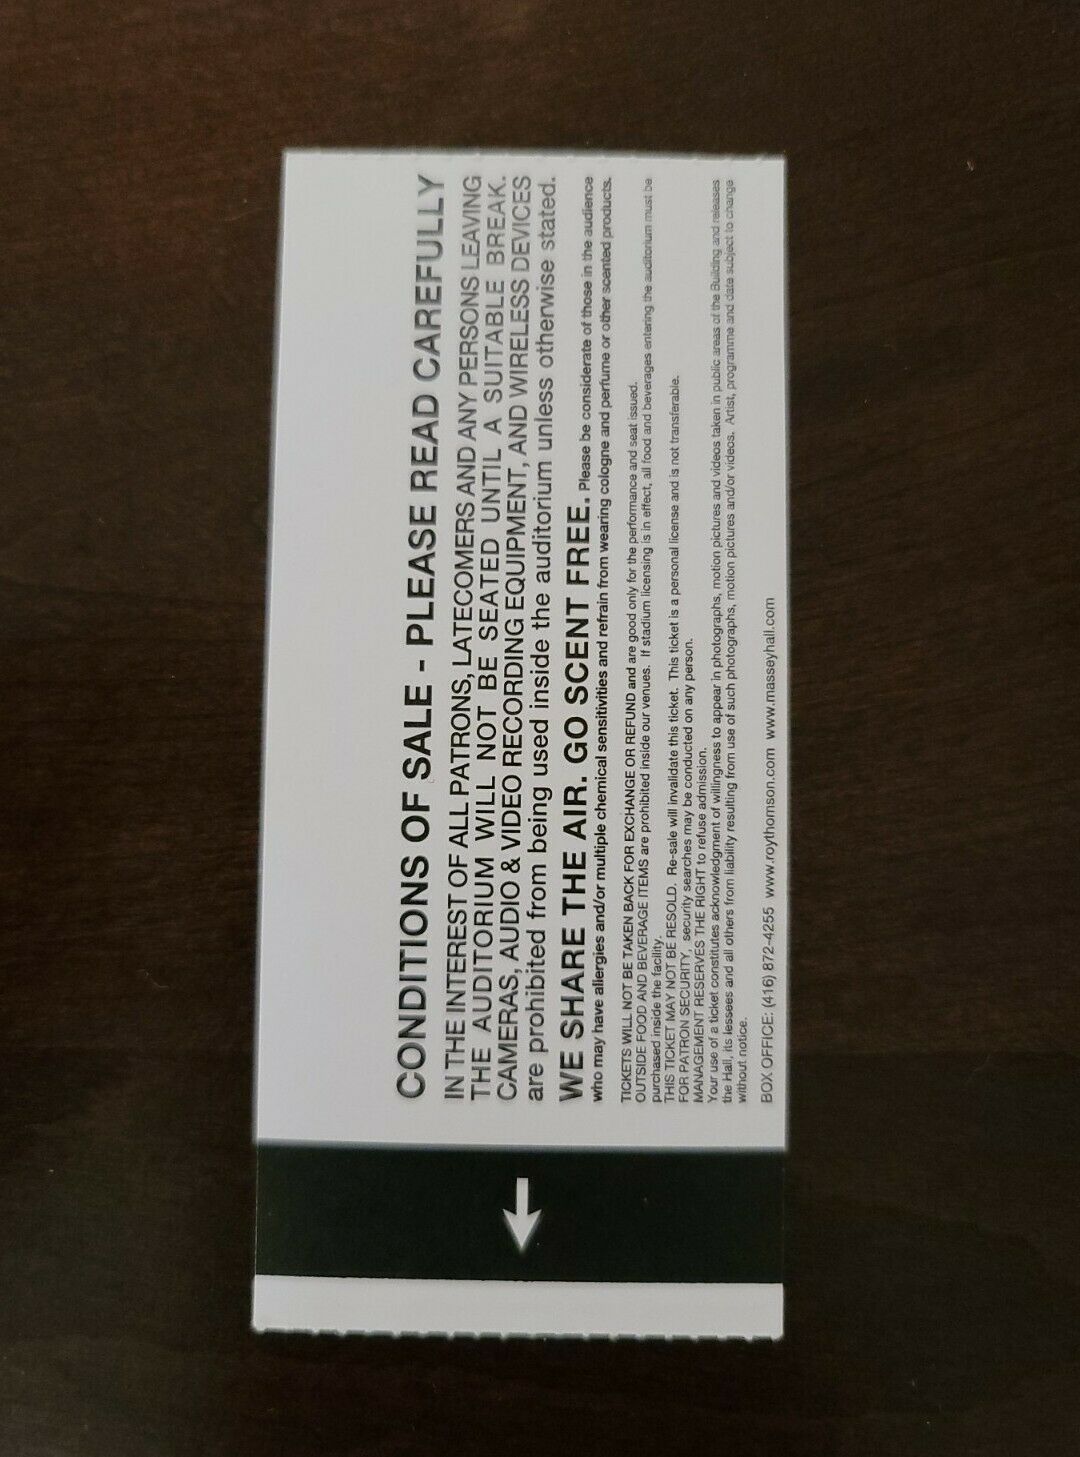 CONDITIONS OF SALE - PLEASE READ CAREFULLY
IN THE INTEREST OF ALL PATRONS, LATECOMERS AND ANY PERSONS LEAVING
THE AUDITORIUM WILL NOT BE SEATED UNTIL A SUITABLE BREAK.
CAMERAS, AUDIO & VIDEO RECORDING EQUIPMENT, AND WIRELESS DEVICES
are prohibited from being used inside the auditorium unless otherwise stated.
WE SHARE THE AIR. GO SCENT FREE. Please be considerate of those in the audience
who may have allergies and/or multiple chemical sensitivities and refrain from wearing cologne and perfume or other scented products.
TICKETS WILL NOT BE TAKEN BACK FOR EXCHANGE OR REFUND and are good only for the performance and seat issued.
OUTSIDE FOOD AND BEVERAGE ITEMS are prohibited inside our venues. If stadium licensing is in effect, all food and beverages entering the auditorium must be
purchased inside the facility.
THIS TICKET MAY NOT BE RESOLD. Re-sale will invalidate this ticket. This ticket is a personal license and is not transferable.
FOR PATRON SECURITY, security searches may be conducted on any person.
MANAGEMENT RESERVES THE RIGHT to refuse admission.
Your use of a ticket constitutes acknowledgment of willingness to appear in photographs, motion pictures and videos taken in public areas of the Building and releases
the Hall, its lessees and all others from liability resulting from use of such photographs, motion pictures and/or videos. Artist, programme and date subject to change
without notice.
BOX OFFICE: (416) 872-4255 www.roythomson.com www.masseyhall.com